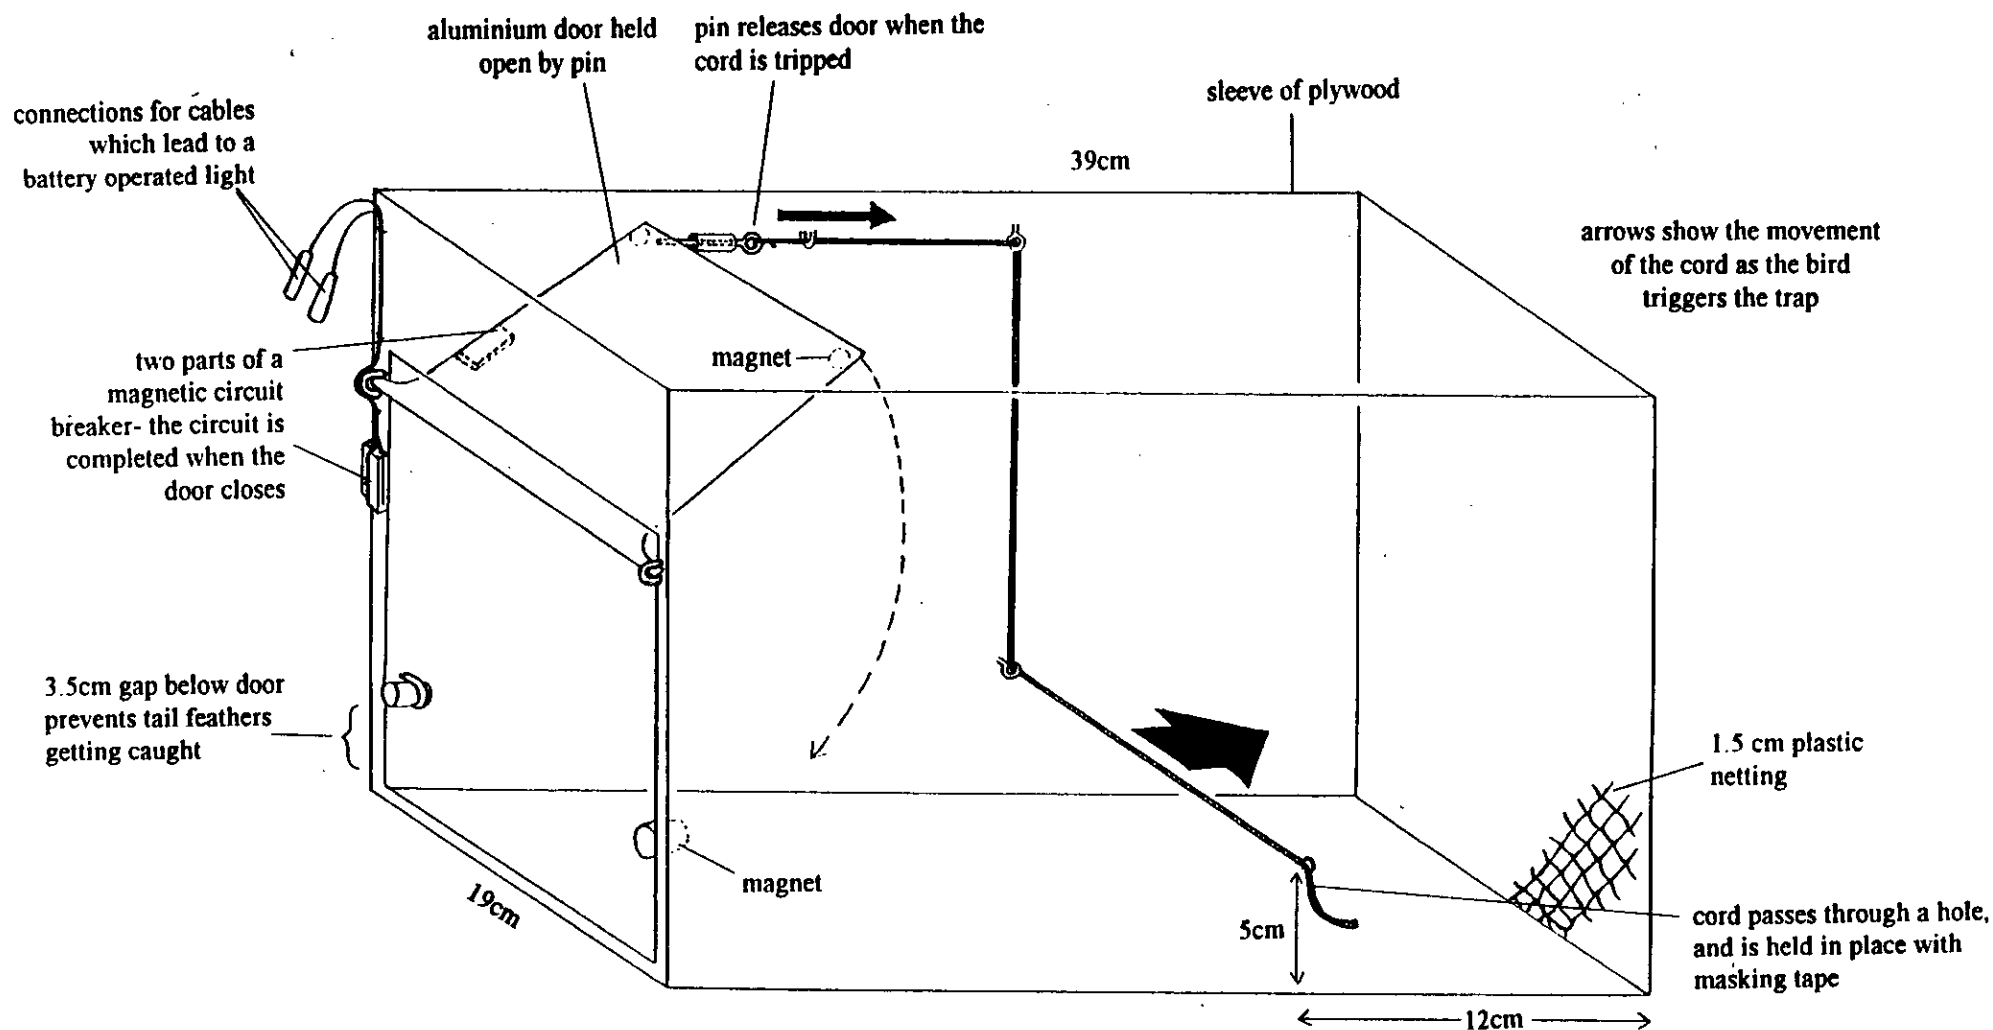 aluminium door held
open by pin
pin releases door when the
cord is tripped
sleeve of plywood
connections for cables
which lead to a
battery operated light
39cm
arrows show the movement
of the cord as the bird
triggers the trap
two parts of a
magnetic circuit
breaker- the circuit is
completed when the
door closes
magnet
3.5cm gap below door
prevents tail feathers
getting caught
1.5 cm plastic
netting
magnet
19cm
5cm
cord passes through a hole,
and is held in place with
masking tape
12cm